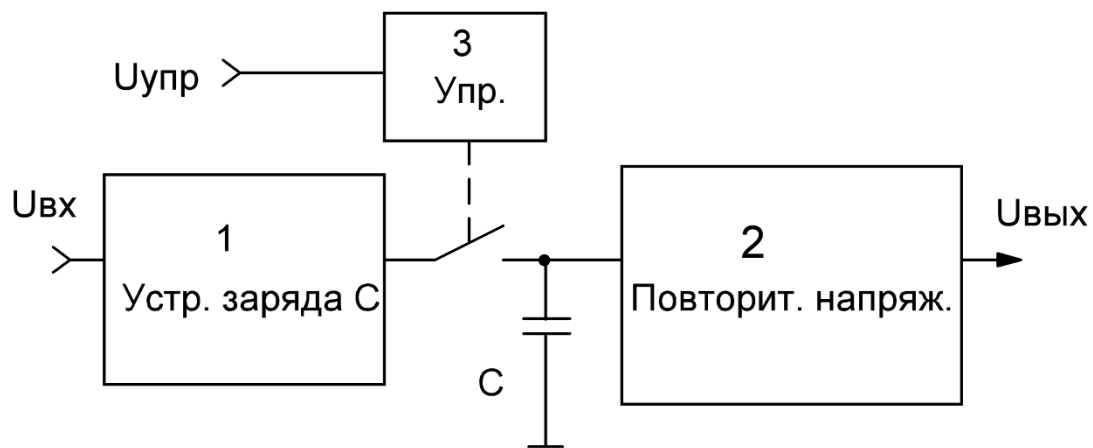 3
Uупр
Упр.
Uвх
Uвых
1
2
Устр. заряда С
Повторит. напряж.
С